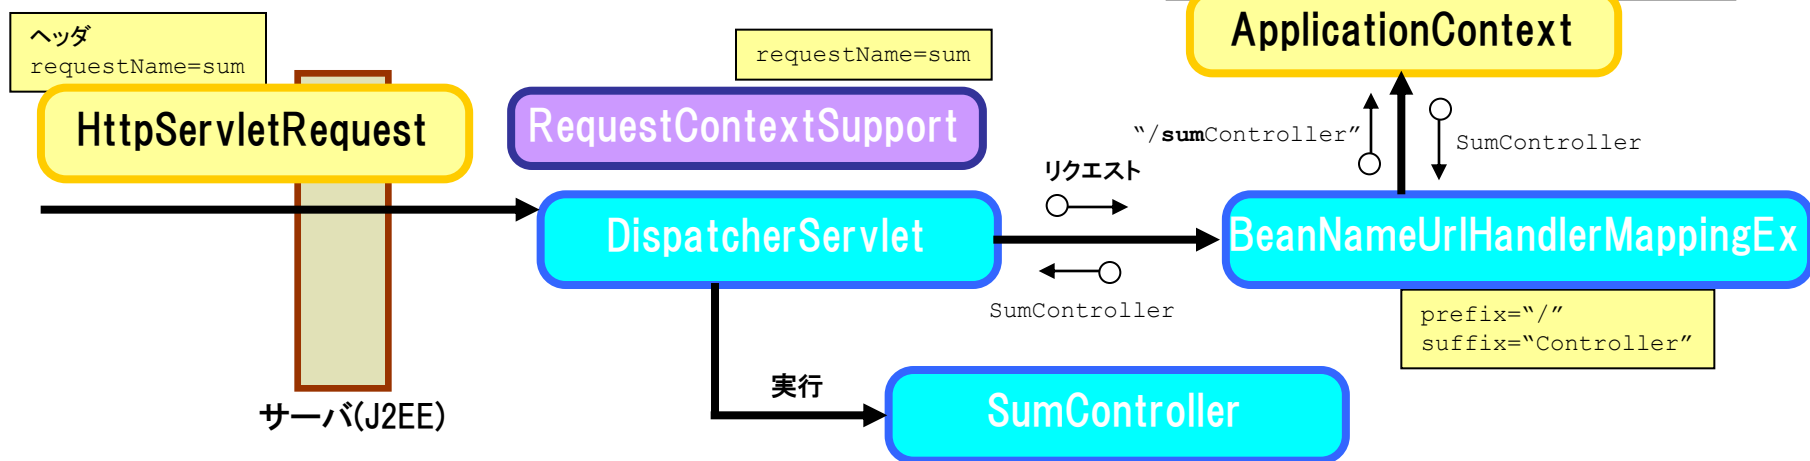 ヘッダ
requestName=sum
HttpServletRequest
requestName=sum
RequestContextSupport
ApplicationContext
“/sumController”
SumController
リクエスト
DispatcherServlet
BeanNameUrlHandlerMappingEx
SumController
prefix=“/”
suffix=“Controller”
実行
SumController
サーバ(J2EE)